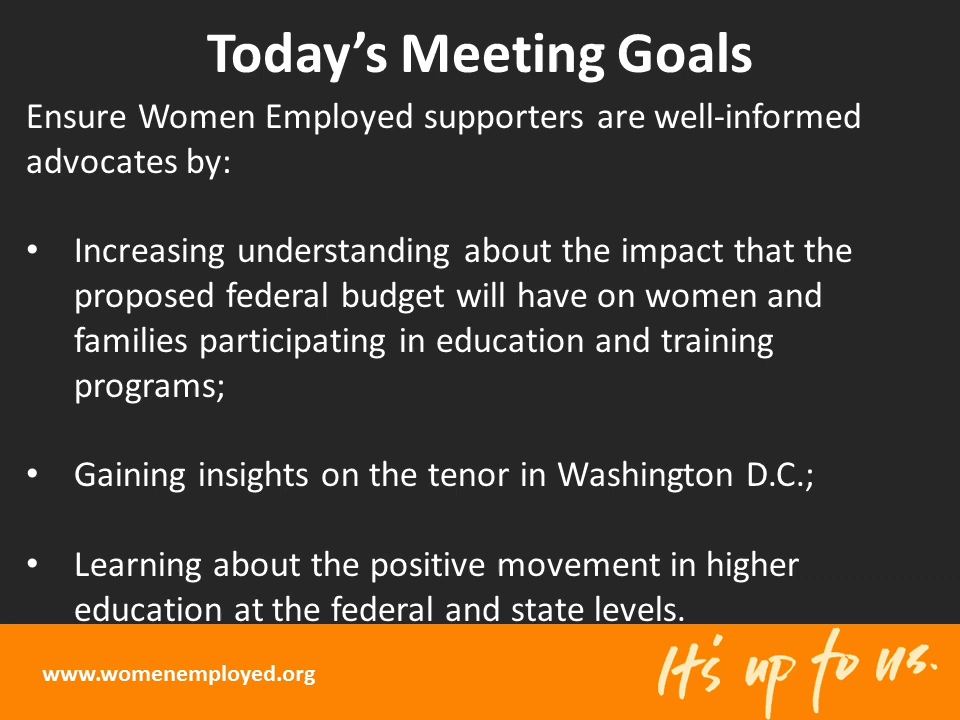 Today’s Meeting Goals
Ensure Women Employed supporters are well-informed
advocates by:
• Increasing understanding about the impact that the
proposed federal budget will have on women and
families participating in education and training
programs;
• Gaining insights on the tenor in Washington D.C.;
• Learning about the positive movement in higher
education at the federal and state levels.
www.womenemployed.org
It's up to us.